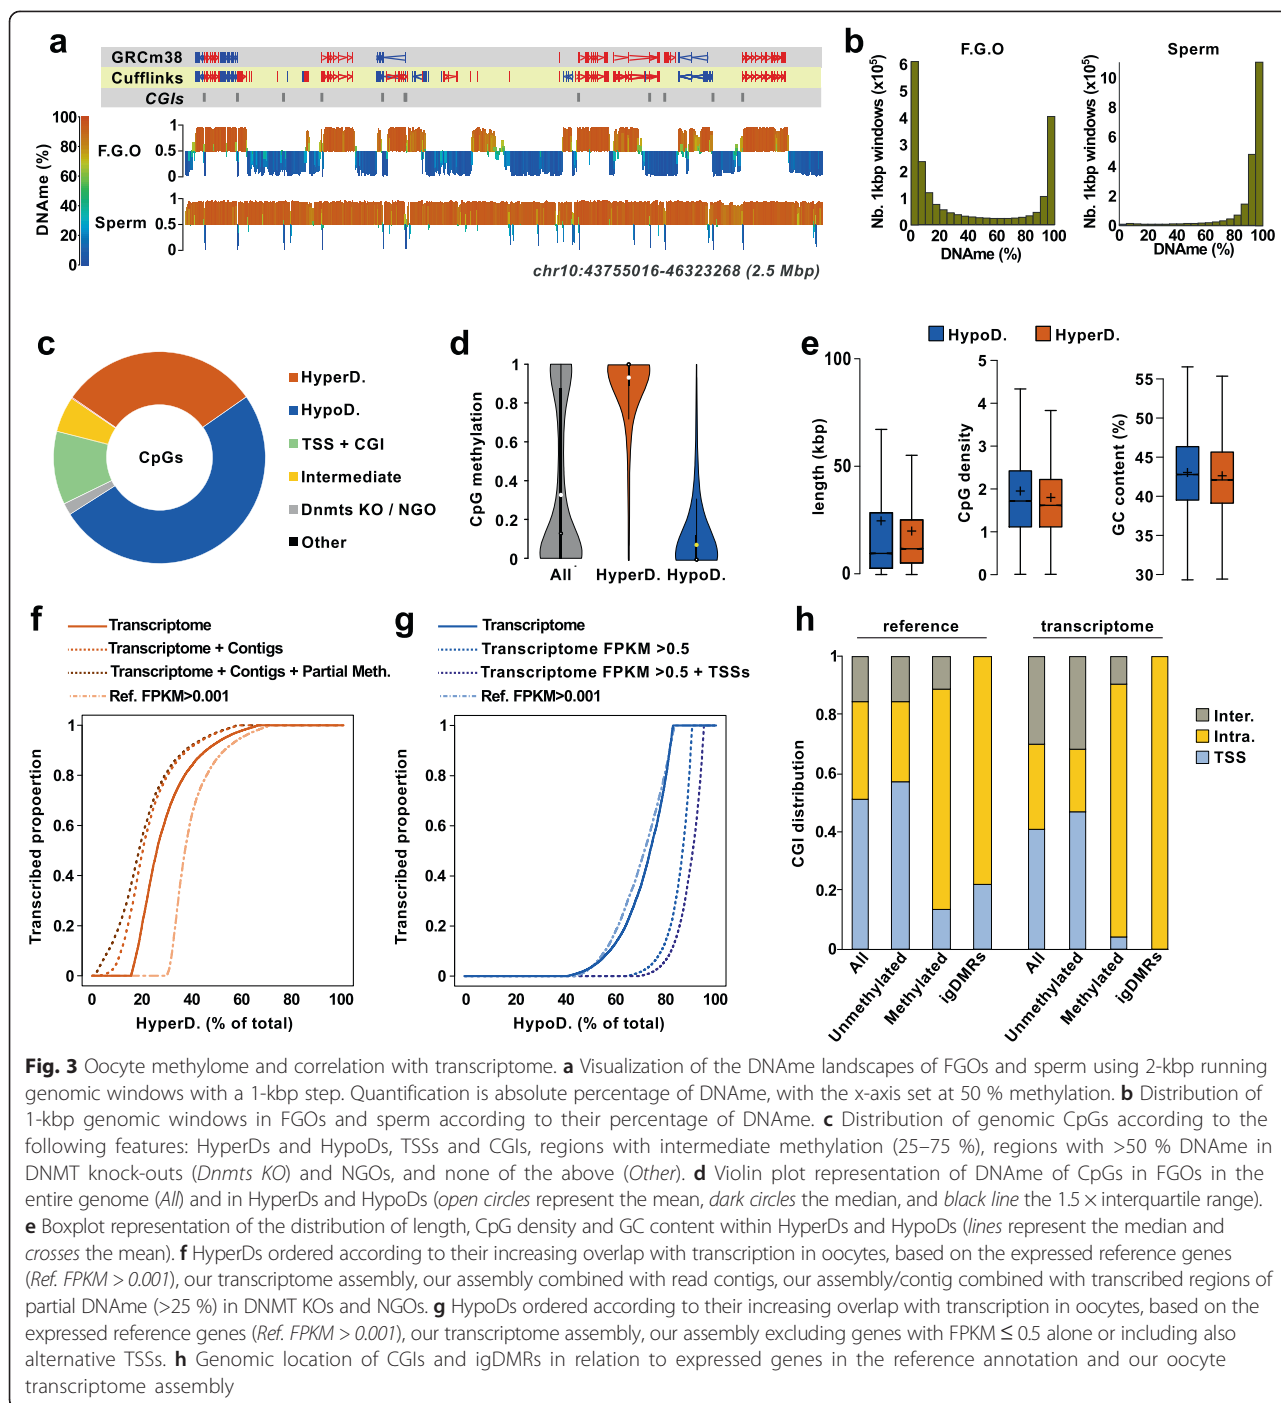 a
GRCm38
Cufflinks
CGIs
DNAme (%)
100
80
60
40
20
0
F.G.O
1
0.5
0
Sperm
1
0.5
0
chr10:43755016-46323268 (2.5 Mbp)
b
F.G.O
Nb. 1kbp windows (x10⁵)
6
5
4
3
2
1
0
0 20 40 60 80 100
DNAme (%)
Sperm
Nb. 1kbp windows (x10⁵)
10
8
6
4
2
0
0 20 40 60 80 100
DNAme (%)
c
CpGs
HyperD.
HypoD.
TSS + CGI
Intermediate
Dnmts KO / NGO
Other
d
CpG methylation
1
0.8
0.6
0.4
0.2
0
All HyperD. HypoD.
e
HypoD. HyperD.
length (kbp)
100
50
0
CpG density
5
4
3
2
1
0
GC content (%)
55
50
45
40
35
30
f
Transcriptome
Transcriptome + Contigs
Transcriptome + Contigs + Partial Meth.
Ref. FPKM>0.001
Transcribed propoertion
1
0.8
0.6
0.4
0.2
0
0 20 40 60 80 100
HyperD. (% of total)
g
Transcriptome
Transcriptome FPKM >0.5
Transcriptome FPKM >0.5 + TSSs
Ref. FPKM>0.001
Transcribed proportion
1
0.8
0.6
0.4
0.2
0
0 20 40 60 80 100
HypoD. (% of total)
h
reference transcriptome
CGI distribution
1
0.8
0.6
0.4
0.2
0
All Unmethylated Methylated igDMRs All Unmethylated Methylated igDMRs
Inter.
Intra.
TSS
Fig. 3 Oocyte methylome and correlation with transcriptome. a Visualization of the DNAme landscapes of FGOs and sperm using 2-kbp running
genomic windows with a 1-kbp step. Quantification is absolute percentage of DNAme, with the x-axis set at 50 % methylation. b Distribution of
1-kbp genomic windows in FGOs and sperm according to their percentage of DNAme. c Distribution of genomic CpGs according to the
following features: HyperDs and HypoDs, TSSs and CGIs, regions with intermediate methylation (25–75 %), regions with >50 % DNAme in
DNMT knock-outs (Dnmts KO) and NGOs, and none of the above (Other). d Violin plot representation of DNAme of CpGs in FGOs in the
entire genome (All) and in HyperDs and HypoDs (open circles represent the mean, dark circles the median, and black line the 1.5 × interquartile range).
e Boxplot representation of the distribution of length, CpG density and GC content within HyperDs and HypoDs (lines represent the median and
crosses the mean). f HyperDs ordered according to their increasing overlap with transcription in oocytes, based on the expressed reference genes
(Ref. FPKM > 0.001), our transcriptome assembly, our assembly combined with read contigs, our assembly/contig combined with transcribed regions of
partial DNAme (>25 %) in DNMT KOs and NGOs. g HypoDs ordered according to their increasing overlap with transcription in oocytes, based on the
expressed reference genes (Ref. FPKM > 0.001), our transcriptome assembly, our assembly excluding genes with FPKM ≤ 0.5 alone or including also
alternative TSSs. h Genomic location of CGIs and igDMRs in relation to expressed genes in the reference annotation and our oocyte
transcriptome assembly